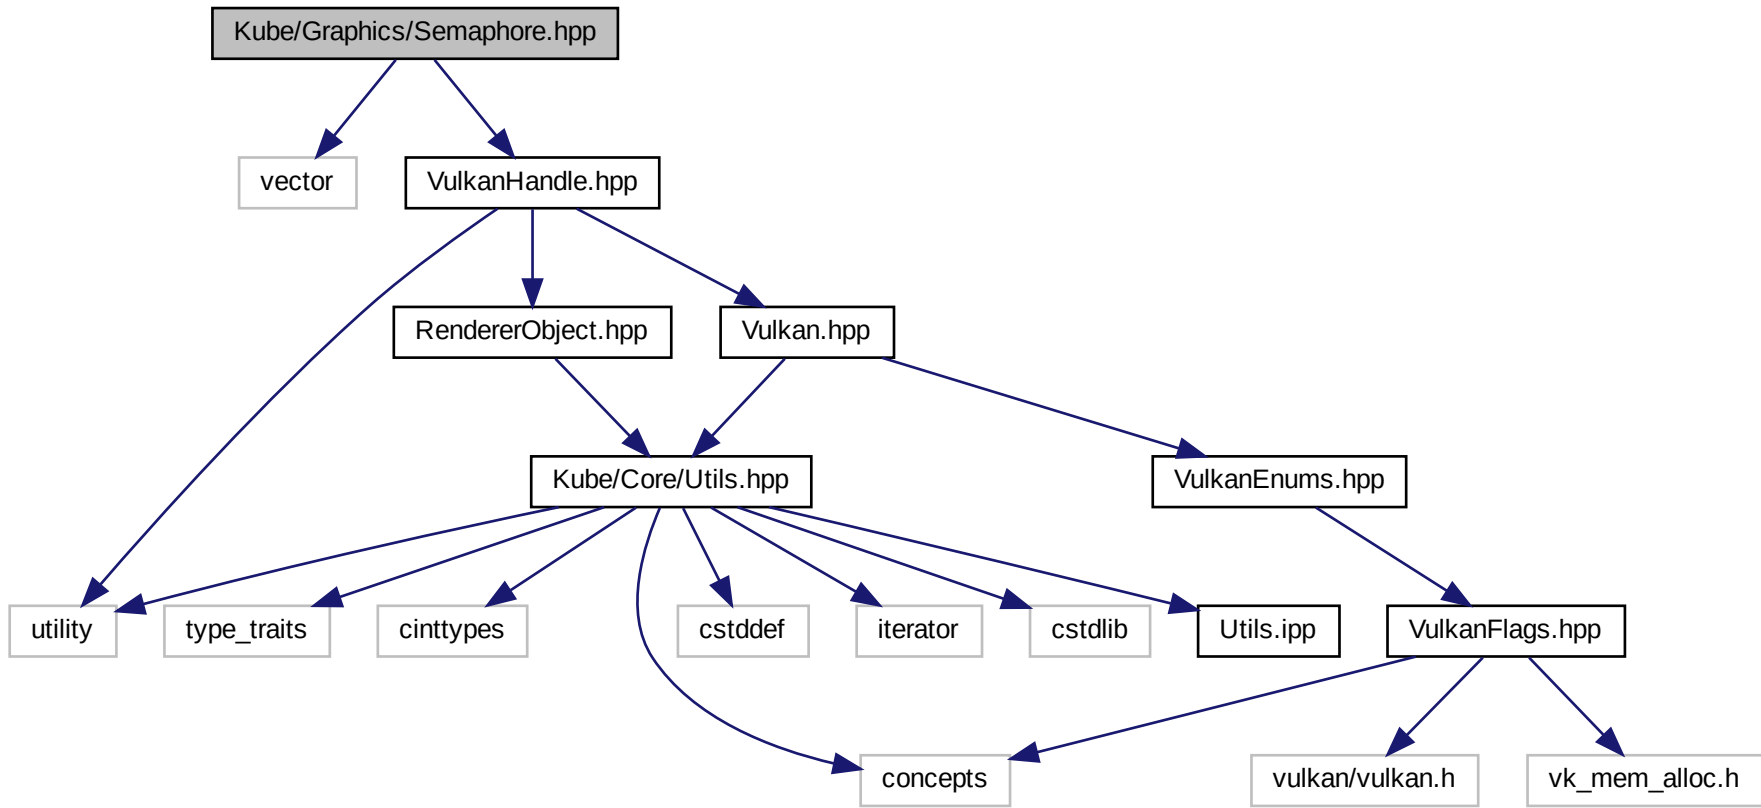 Kube/Graphics/Semaphore.hpp
vector
VulkanHandle.hpp
RendererObject.hpp
Vulkan.hpp
Kube/Core/Utils.hpp
VulkanEnums.hpp
utility
type_traits
cinttypes
cstddef
iterator
cstdlib
Utils.ipp
VulkanFlags.hpp
concepts
vulkan/vulkan.h
vk_mem_alloc.h